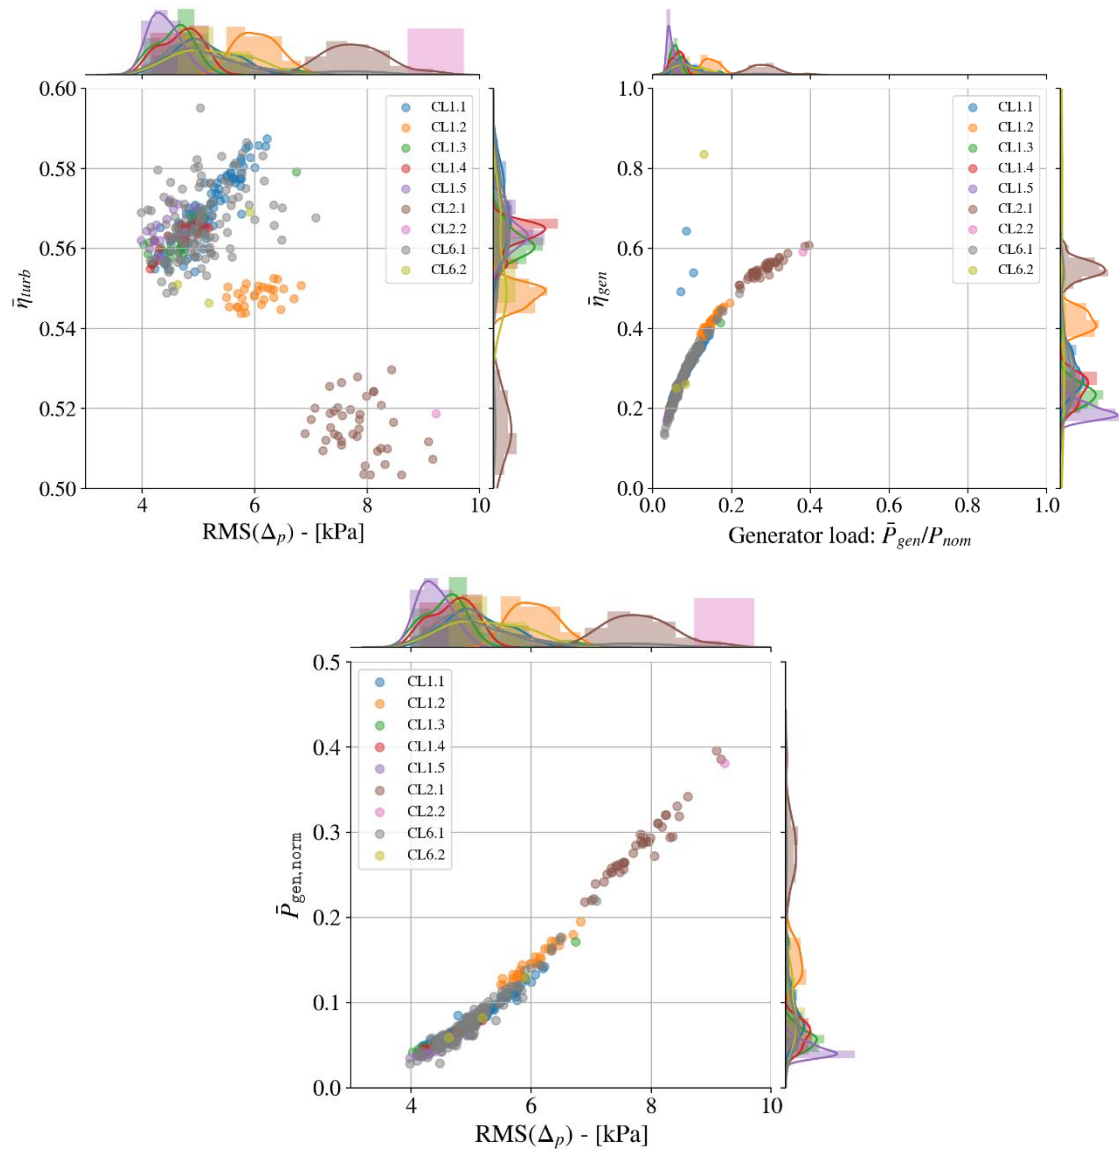 0.60
0.58
0.56
0.54
0.52
0.50
η̄turb
4 6 8 10
RMS(Δp) - [kPa]
CL1.1
CL1.2
CL1.3
CL1.4
CL1.5
CL2.1
CL2.2
CL6.1
CL6.2
1.0
0.8
0.6
0.4
0.2
0.0
η̄gen
0.0 0.2 0.4 0.6 0.8 1.0
Generator load: P̄gen/Pnom
CL1.1
CL1.2
CL1.3
CL1.4
CL1.5
CL2.1
CL2.2
CL6.1
CL6.2
0.5
0.4
0.3
0.2
0.1
0.0
P̄gen,norm
4 6 8 10
RMS(Δp) - [kPa]
CL1.1
CL1.2
CL1.3
CL1.4
CL1.5
CL2.1
CL2.2
CL6.1
CL6.2